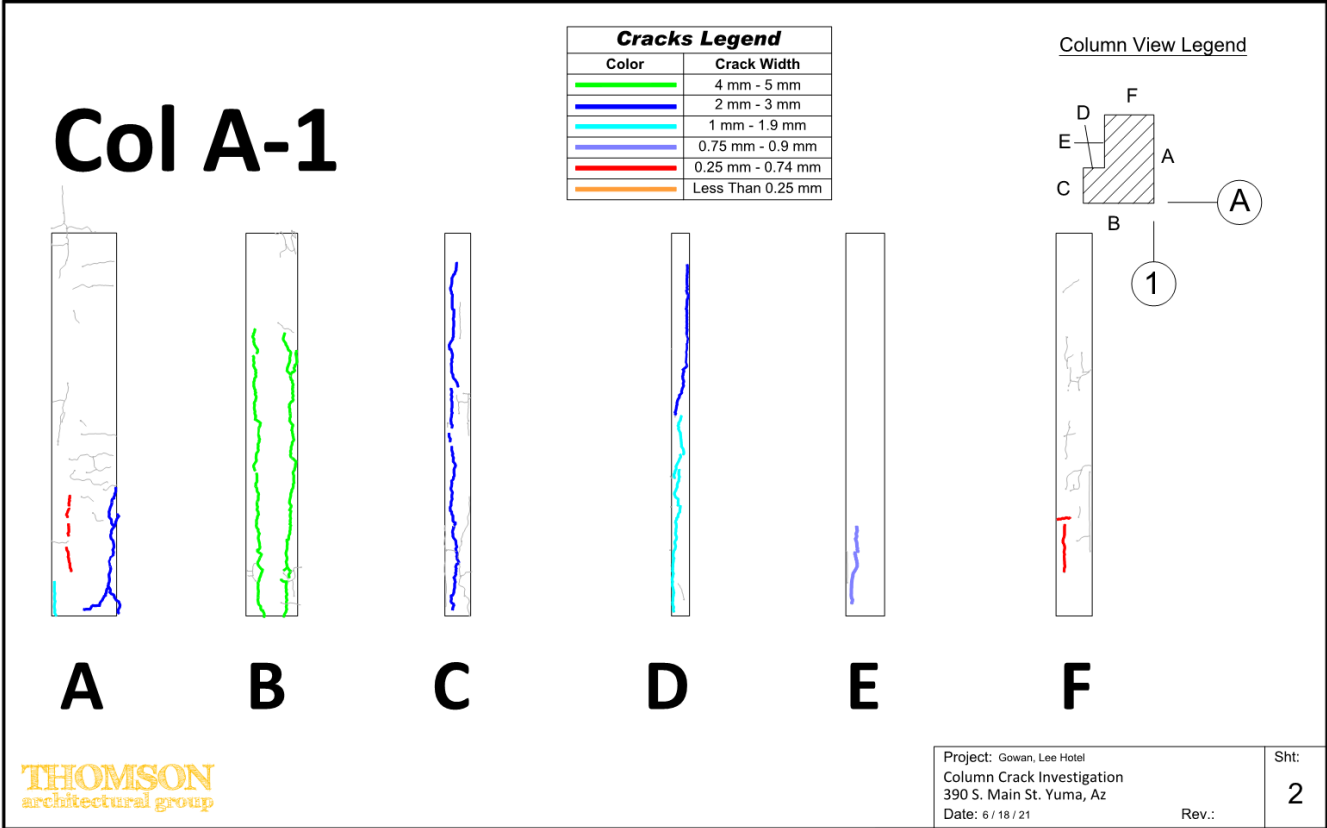 Cracks Legend
Color Crack Width
4 mm - 5 mm
2 mm - 3 mm
1 mm - 1.9 mm
0.75 mm - 0.9 mm
0.25 mm - 0.74 mm
Less Than 0.25 mm
Column View Legend
F
D
E
A
C
B
A
1
Col A-1
A B C D E F
THOMSON
architectural group
Project: Gowan, Lee Hotel
Column Crack Investigation
390 S. Main St. Yuma, Az
Date: 6 / 18 / 21 Rev.:
Sht:
2